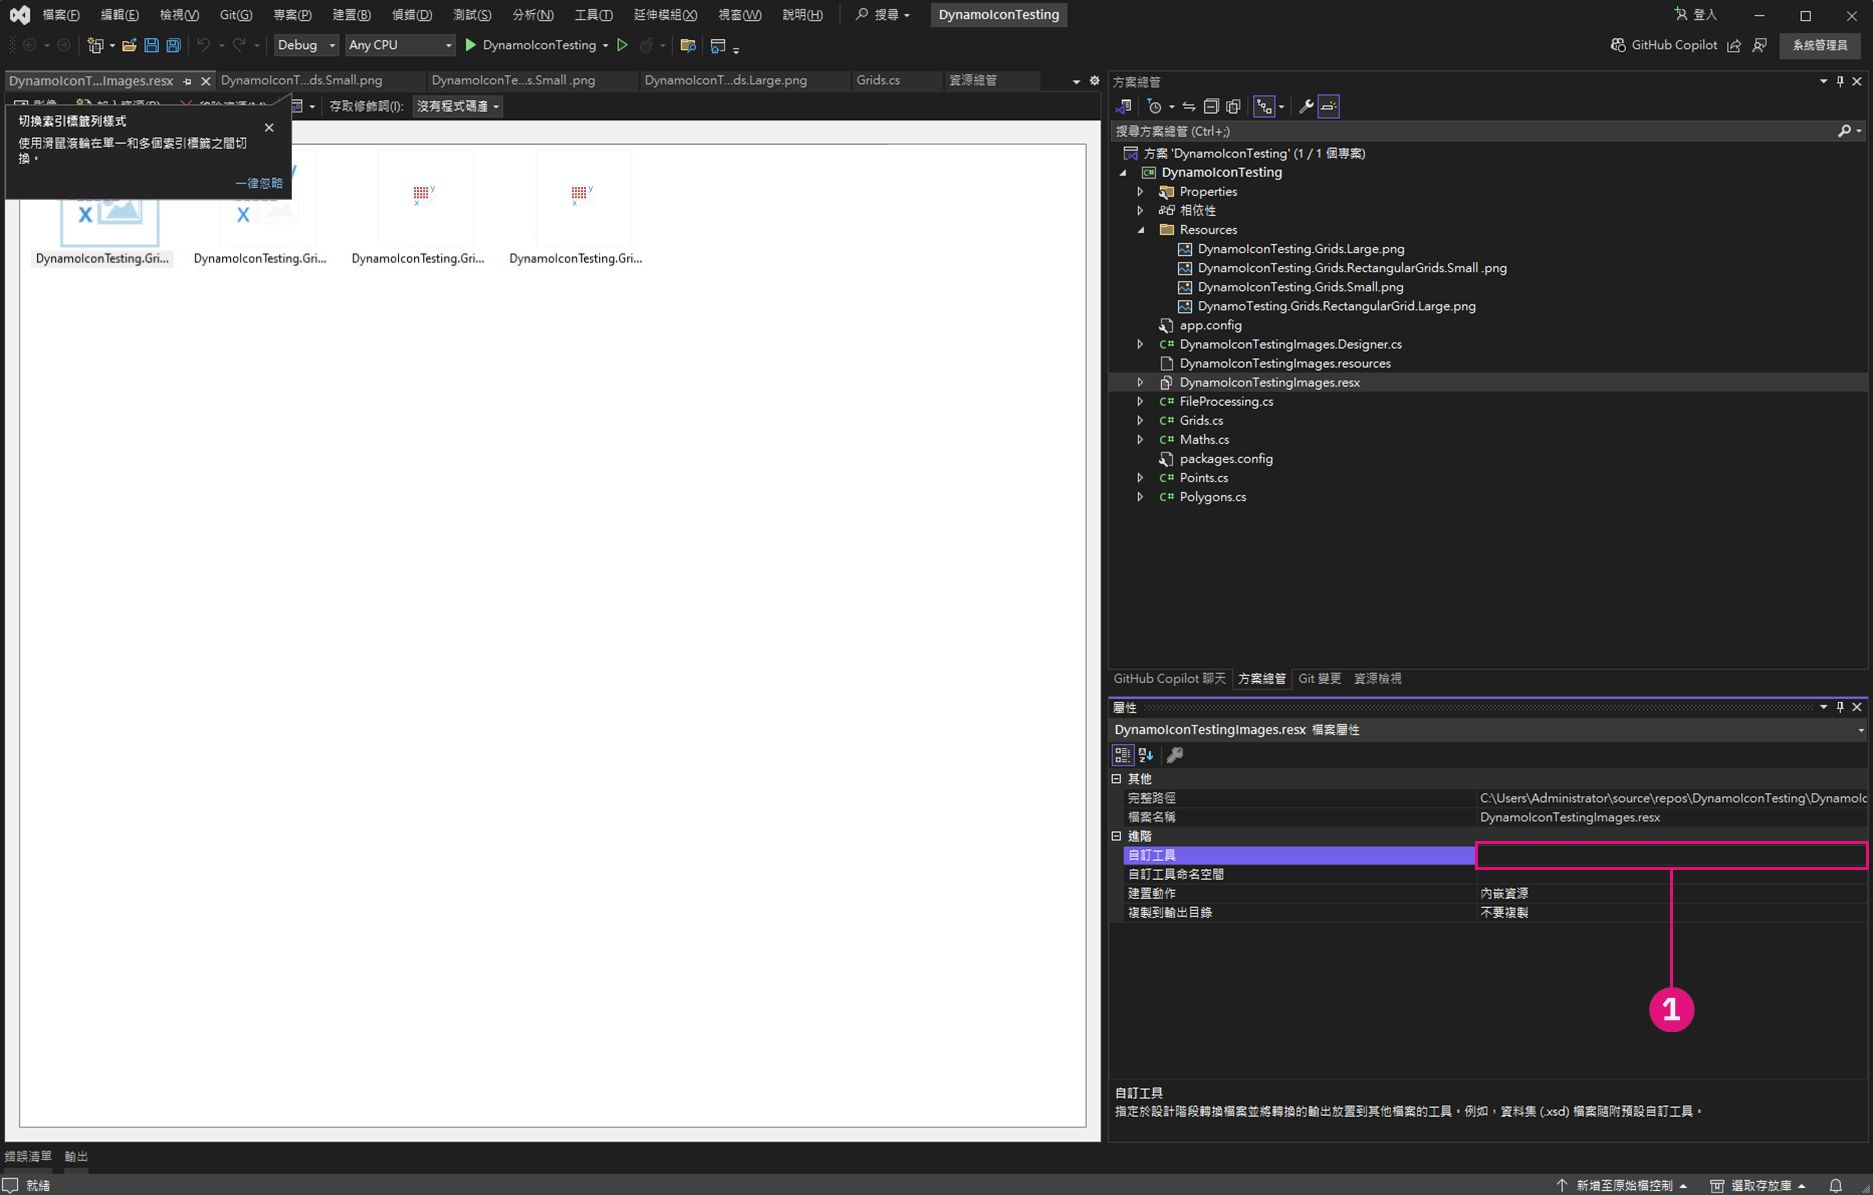 檔案(F) 編輯(E) 檢視(V) Git(G) 專案(P) 建置(B) 偵錯(D) 測試(S) 分析(N) 工具(T) 延伸模組(X) 視窗(W) 說明(H) 搜尋 DynamoIconTesting 登入
Debug Any CPU DynamoIconTesting GitHub Copilot 系統管理員
DynamoIconT...Images.resx DynamoIconT...ds.Small.png DynamoIconTe...s.Small .png DynamoIconT...ds.Large.png Grids.cs 資源總管
存取修飾詞(I): 沒有程式碼產
切換索引標籤列樣式
使用滑鼠滾輪在單一和多個索引標籤之間切
換。
一律忽略
DynamoIconTesting.Gri... DynamoIconTesting.Gri... DynamoIconTesting.Gri... DynamoIconTesting.Gri...
方案總管
搜尋方案總管 (Ctrl+;)
方案 'DynamoIconTesting' (1 / 1 個專案)
DynamoIconTesting
Properties
相依性
Resources
DynamoIconTesting.Grids.Large.png
DynamoIconTesting.Grids.RectangularGrids.Small .png
DynamoIconTesting.Grids.Small.png
DynamoTesting.Grids.RectangularGrid.Large.png
app.config
DynamoIconTestingImages.Designer.cs
DynamoIconTestingImages.resources
DynamoIconTestingImages.resx
FileProcessing.cs
Grids.cs
Maths.cs
packages.config
Points.cs
Polygons.cs
GitHub Copilot 聊天 方案總管 Git 變更 資源檢視
屬性
DynamoIconTestingImages.resx 檔案屬性
其他
完整路徑 C:\Users\Administrator\source\repos\DynamoIconTesting\DynamoIc
檔案名稱 DynamoIconTestingImages.resx
進階
自訂工具
自訂工具命名空間
建置動作 內嵌資源
複製到輸出目錄 不要複製
1
自訂工具
指定於設計階段轉換檔案並將轉換的輸出放置到其他檔案的工具。例如，資料集 (.xsd) 檔案隨附預設自訂工具。
錯誤清單 輸出
就緒 新增至原始檔控制 選取存放庫